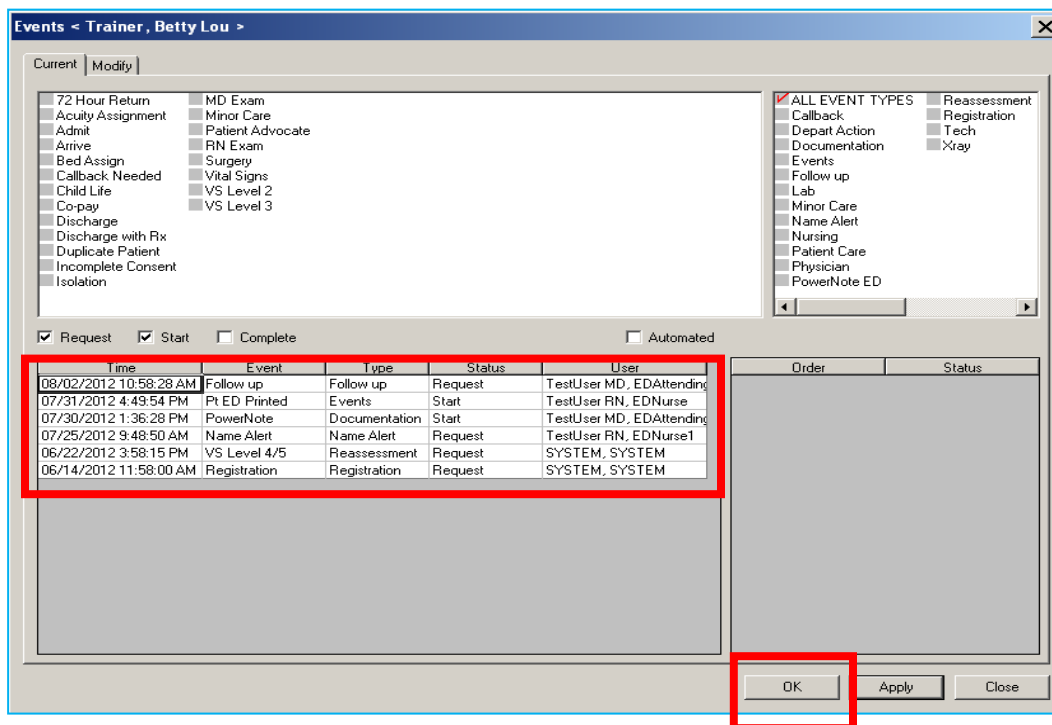 Events < Trainer, Betty Lou >
Current Modify
72 Hour Return MD Exam
Acuity Assignment Minor Care
Admit Patient Advocate
Arrive RN Exam
Bed Assign Surgery
Callback Needed Vital Signs
Child Life VS Level 2
Co-pay VS Level 3
Discharge
Discharge with Rx
Duplicate Patient
Incomplete Consent
Isolation
ALL EVENT TYPES Reassessment
Callback Registration
Depart Action Tech
Documentation Xray
Events
Follow up
Lab
Minor Care
Name Alert
Nursing
Patient Care
Physician
PowerNote ED
Request Start Complete Automated
Time Event Type Status User
08/02/2012 10:58:28 AM Follow up Follow up Request TestUser MD, EDAttending
07/31/2012 4:49:54 PM Pt ED Printed Events Start TestUser RN, EDNurse
07/30/2012 1:36:28 PM PowerNote Documentation Start TestUser MD, EDAttending
07/25/2012 9:48:50 AM Name Alert Name Alert Request TestUser RN, EDNurse1
06/22/2012 3:58:15 PM VS Level 4/5 Reassessment Request SYSTEM, SYSTEM
06/14/2012 11:58:00 AM Registration Registration Request SYSTEM, SYSTEM
Order Status
OK Apply Close